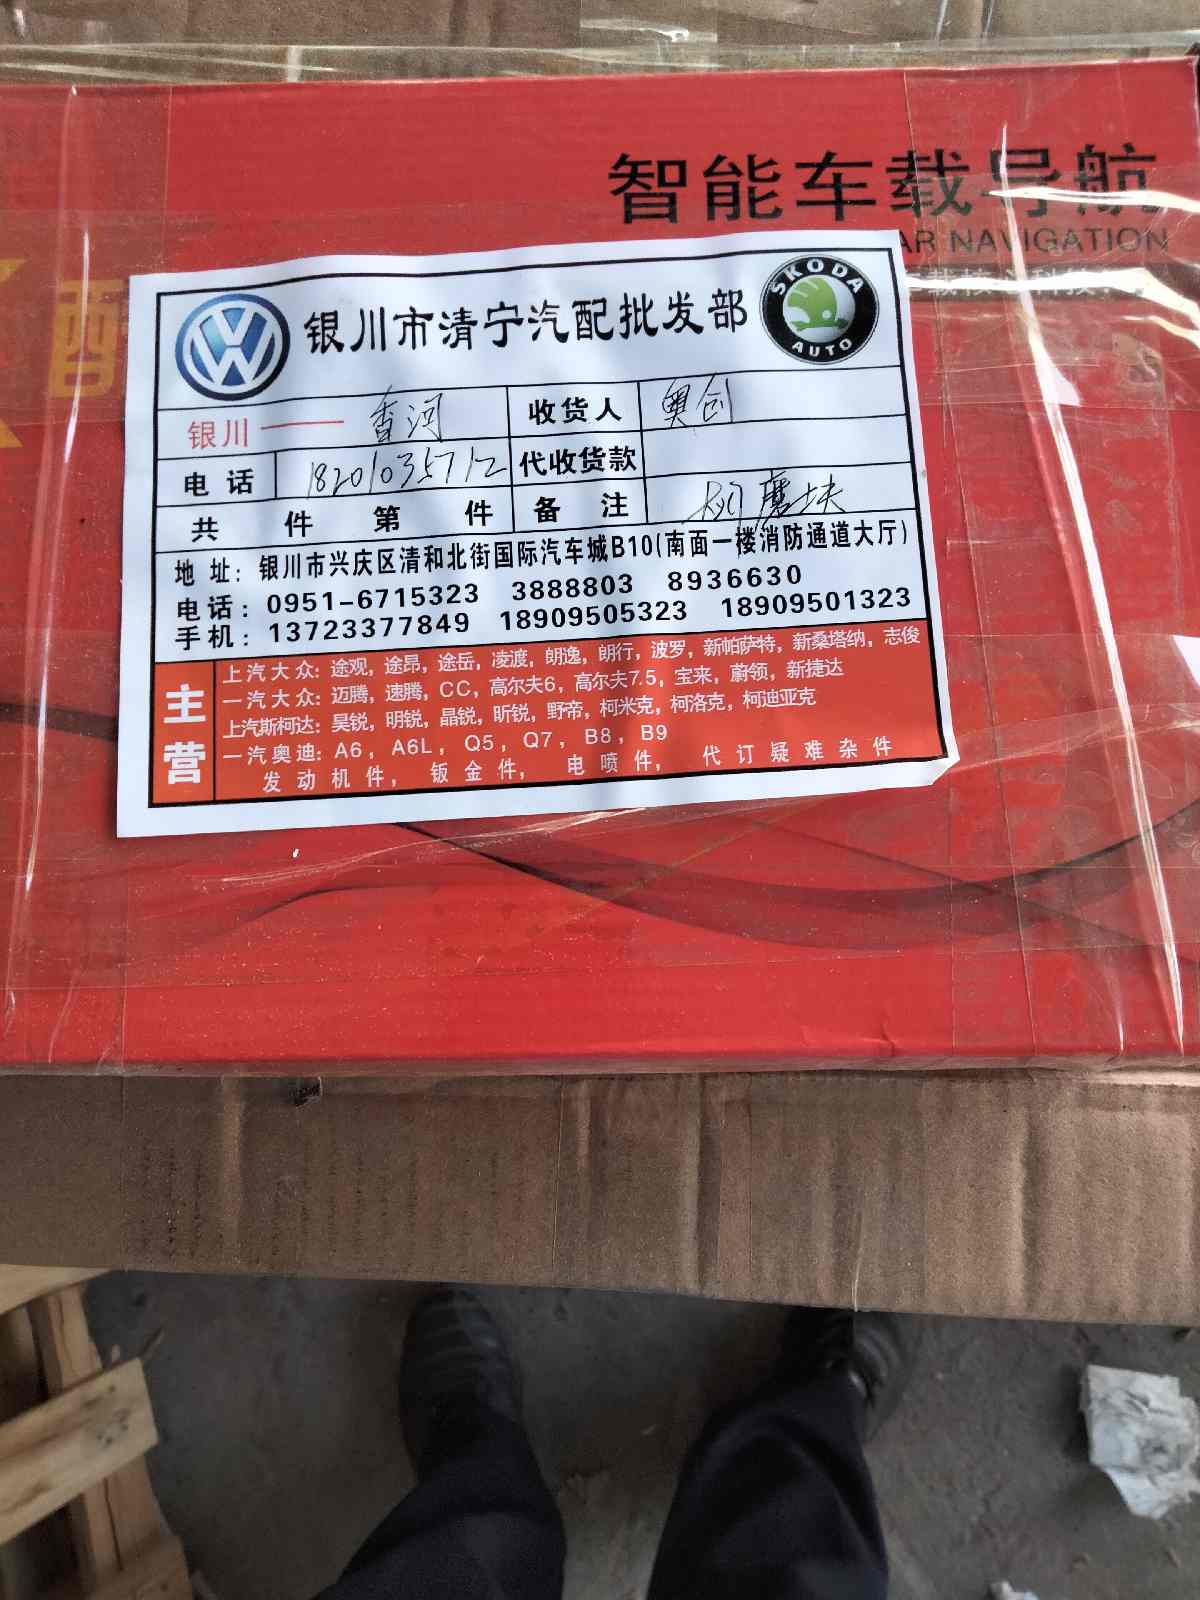 智能车载导航
AR NAVIGATION
酷
银川市清宁汽配批发部
SKODA
AUTO
银川——香河 收货人 奥创
电话 18201035712 代收货款
共 件 第 件 备注
地址：银川市兴庆区清和北街国际汽车城B10(南面一楼消防通道大厅)
电话：0951-6715323 3888803 8936630
手机：13723377849 18909505323 18909501323
主营
上汽大众：途观，途昂，途岳，凌渡，朗逸，朗行，波罗，新帕萨特，新桑塔纳，志俊
一汽大众：迈腾，速腾，CC，高尔夫6，高尔夫7.5，宝来，蔚领，新捷达
上汽斯柯达：昊锐，明锐，晶锐，昕锐，野帝，柯米克，柯洛克，柯迪亚克
一汽奥迪：A6，A6L，Q5，Q7，B8，B9
发动机件，钣金件，电喷件，代订疑难杂件